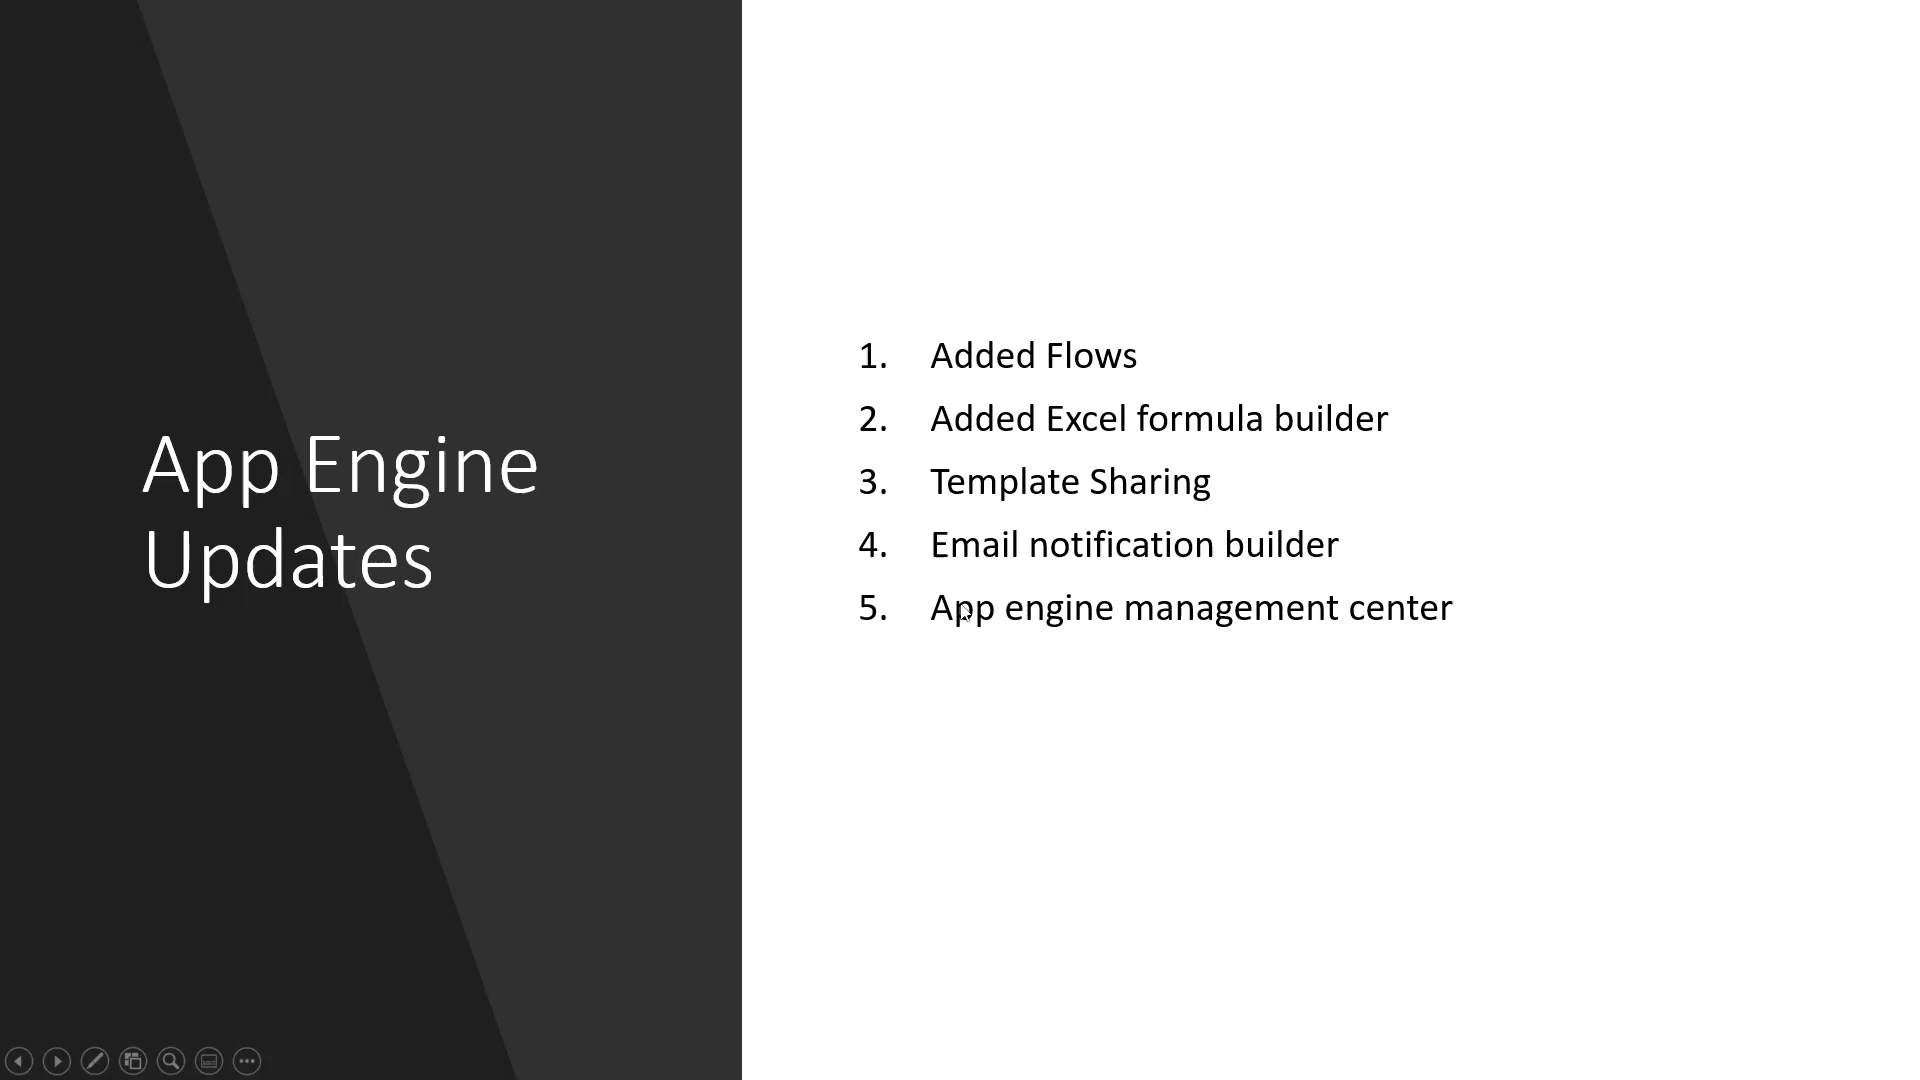 App Engine
Updates
1. Added Flows
2. Added Excel formula builder
3. Template Sharing
4. Email notification builder
5. App engine management center